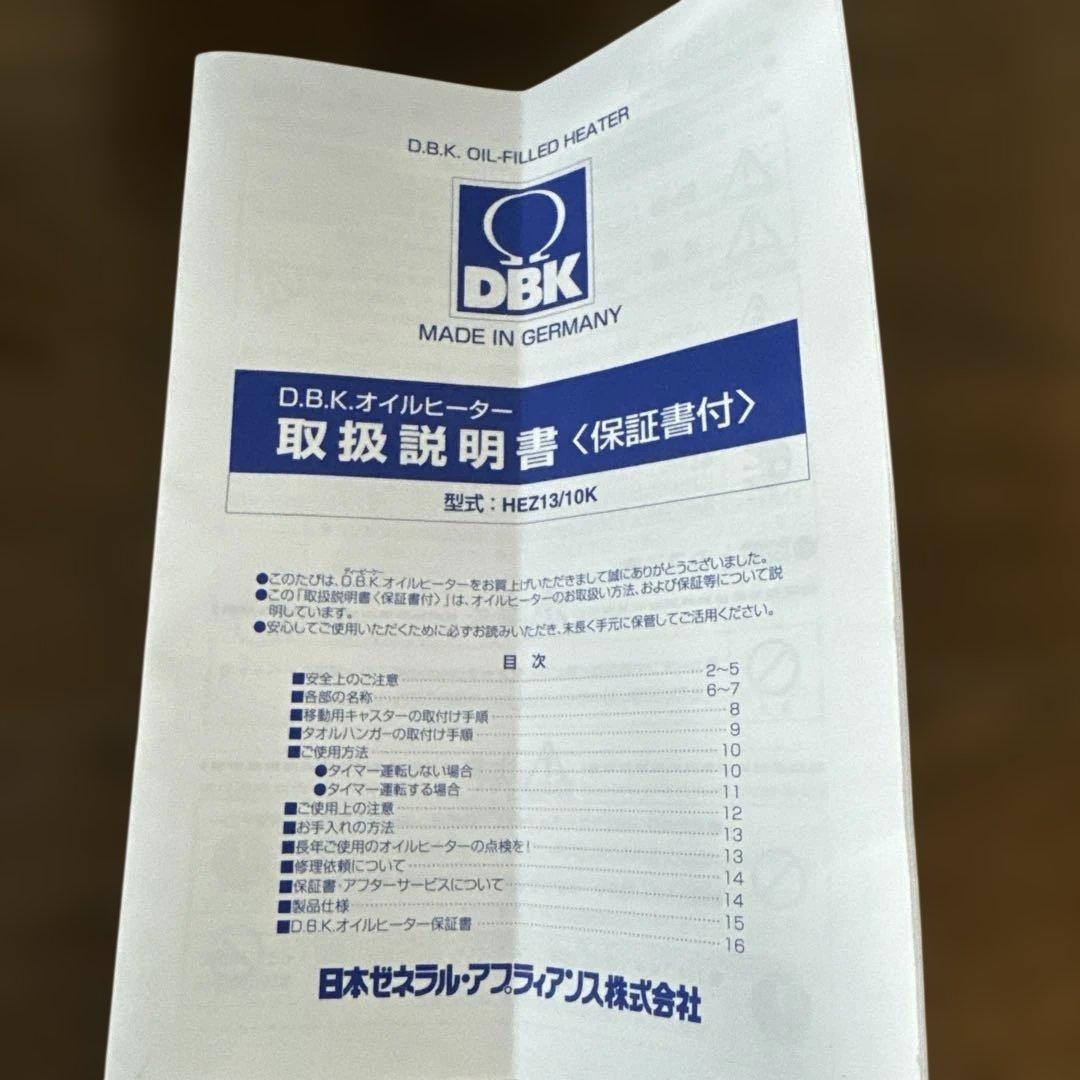 D.B.K. OIL-FILLED HEATER
DBK
MADE IN GERMANY
D.B.K.オイルヒーター
取扱説明書〈保証書付〉
型式：HEZ13/10K
ディービーケー
●このたびは、D.B.K.オイルヒーターをお買上げいただきまして誠にありがとうございました。
●この「取扱説明書〈保証書付〉」は、オイルヒーターのお取扱い方法、および保証等について説
明しています。
●安心してご使用いただくために必ずお読みいただき、末長く手元に保管してご活用ください。
目 次
■安全上のご注意 2～5
■各部の名称 6～7
■移動用キャスターの取付け手順 8
■タオルハンガーの取付け手順 9
■ご使用方法 10
●タイマー運転しない場合 10
●タイマー運転する場合 11
■ご使用上の注意 12
■お手入れの方法 13
■長年ご使用のオイルヒーターの点検を！ 13
■修理依頼について 14
■保証書・アフターサービスについて 14
■製品仕様 15
■D.B.K.オイルヒーター保証書 16
日本ゼネラル・アプライアンス株式会社